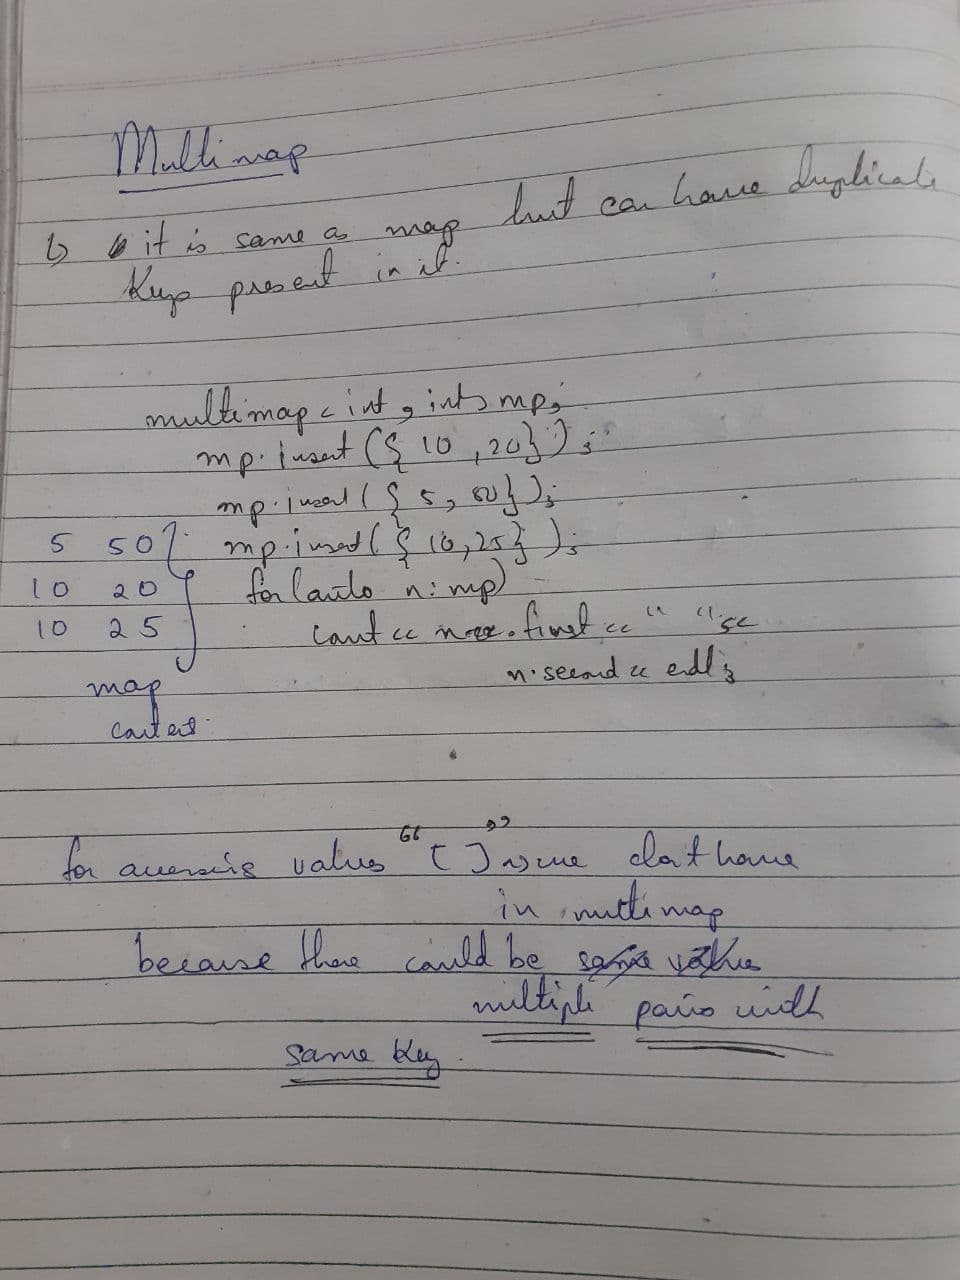 Multimap
↳ it is same as map but can have duplicate
Keys present in it.
multimap < int , int > mp;
mp.insert ({ 10 , 20});
mp.insert ({ 5, 50});
5 50 mp.insert ({ 10, 25});
10 20 for (auto n: mp)
10 25 cout << n.first << " " <<
map n.second << endl;
content
for accessing values "[ ]" we don't have
in multimap
because there could be
multiple pairs with
same key.